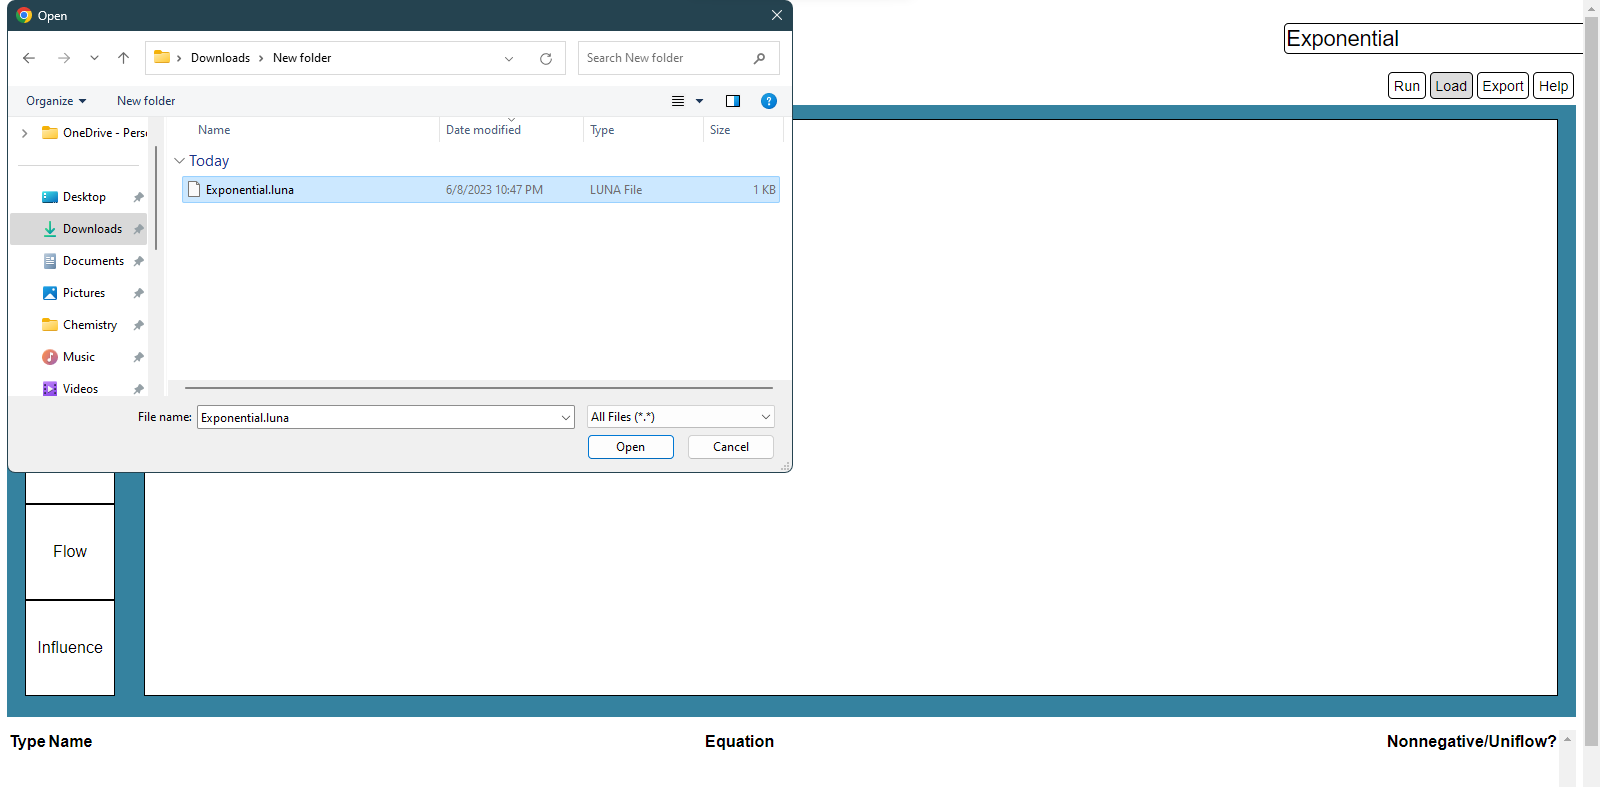 Open
Exponential
Downloads New folder
Search New folder
Run Load Export Help
Organize New folder
Name Date modified Type Size
OneDrive - Pers
Today
Exponential.luna 6/8/2023 10:47 PM LUNA File 1 KB
Desktop
Downloads
Documents
Pictures
Chemistry
Music
Videos
File name: Exponential.luna All Files (*.*)
Open Cancel
Flow
Influence
Type Name Equation Nonnegative/Uniflow?